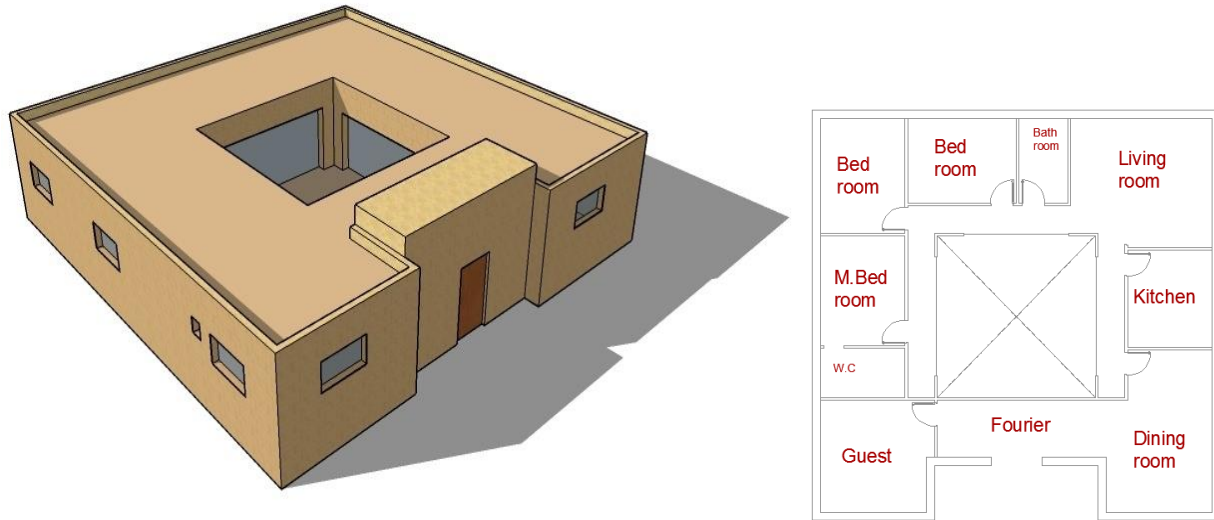 Bed
room
Bed
room
Bath
room
Living
room
M.Bed
room
Kitchen
W.C
Guest
Fourier
Dining
room